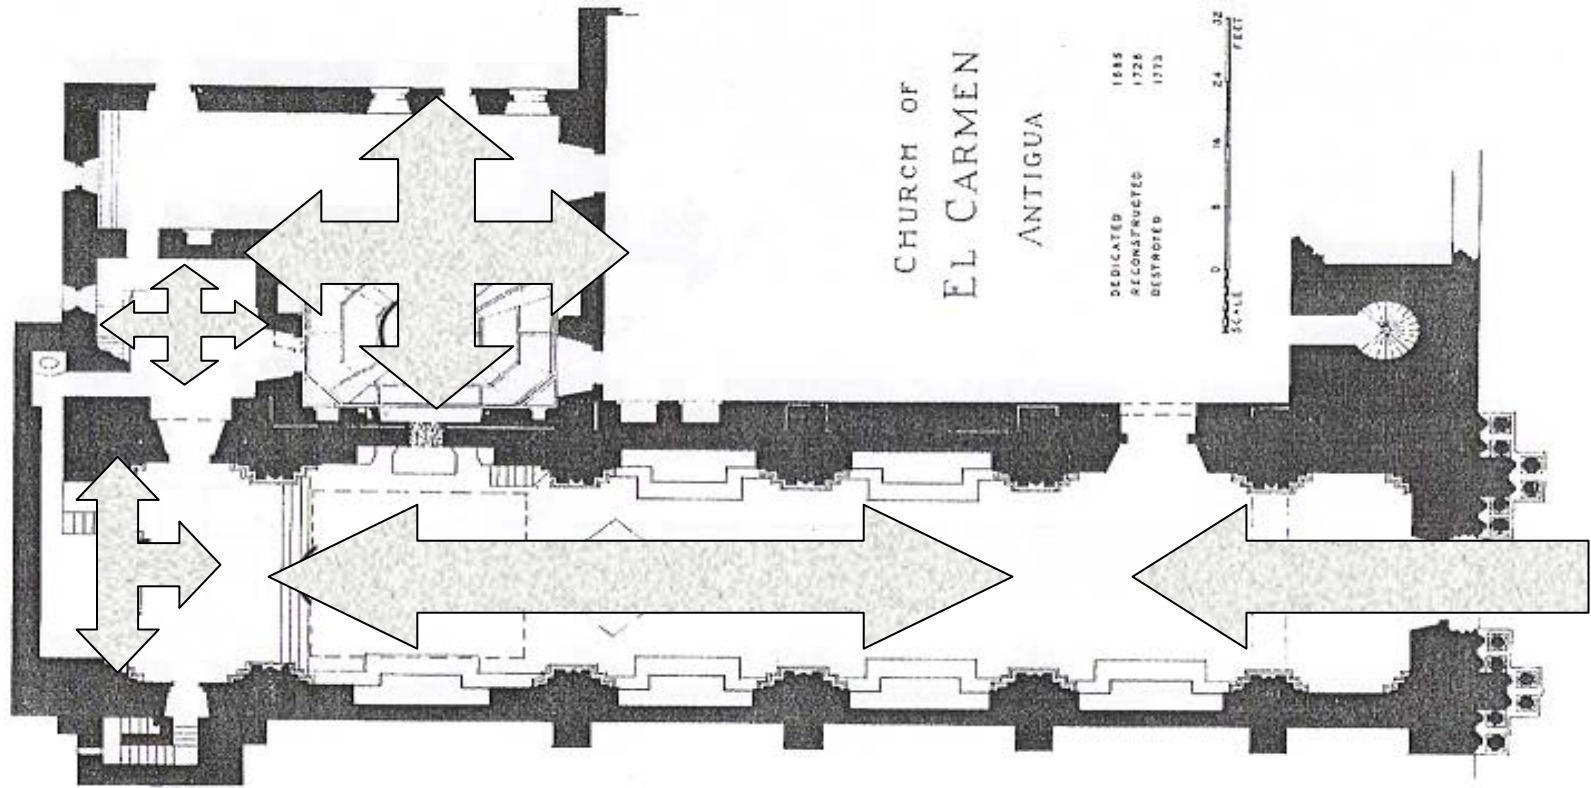 CHURCH OF
EL CARMEN
ANTIGUA
DEDICATED 1686
RECONSTRUCTED 1728
DESTROYED 1773
SCALE 0 8 16 24 32 FEET